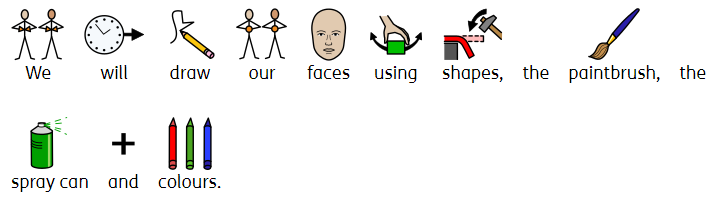 We will draw our faces using shapes, the paintbrush, the
spray can and colours.